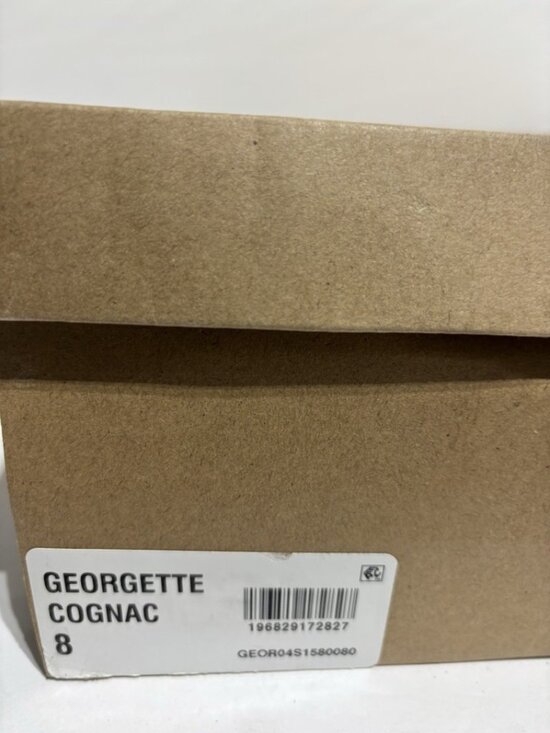 GEORGETTE
COGNAC
8
196829172827
GEOR04S1580080